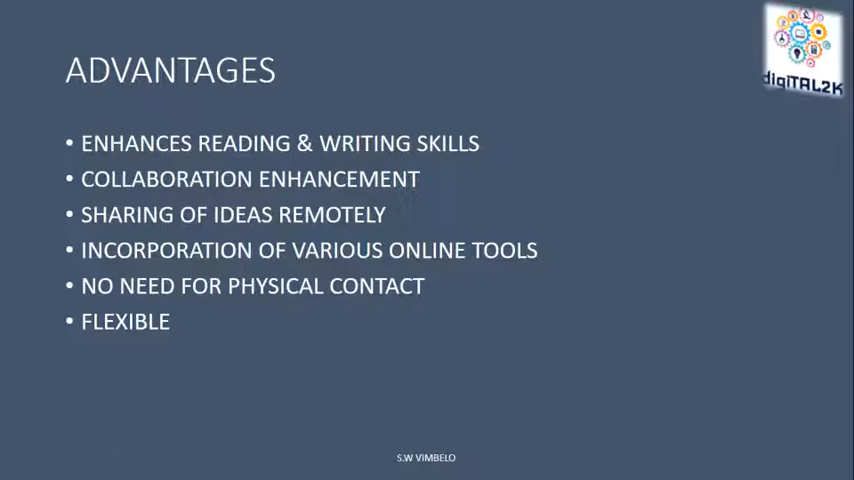 digiTAL2K
ADVANTAGES
• ENHANCES READING & WRITING SKILLS
• COLLABORATION ENHANCEMENT
• SHARING OF IDEAS REMOTELY
• INCORPORATION OF VARIOUS ONLINE TOOLS
• NO NEED FOR PHYSICAL CONTACT
• FLEXIBLE
S.W VIMBELO